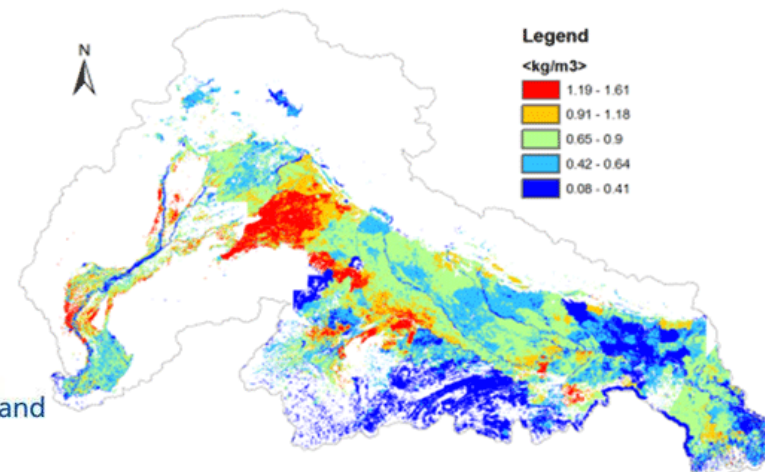 N
Legend
<kg/m3>
1.19 - 1.61
0.91 - 1.18
0.65 - 0.9
0.42 - 0.64
0.08 - 0.41
and